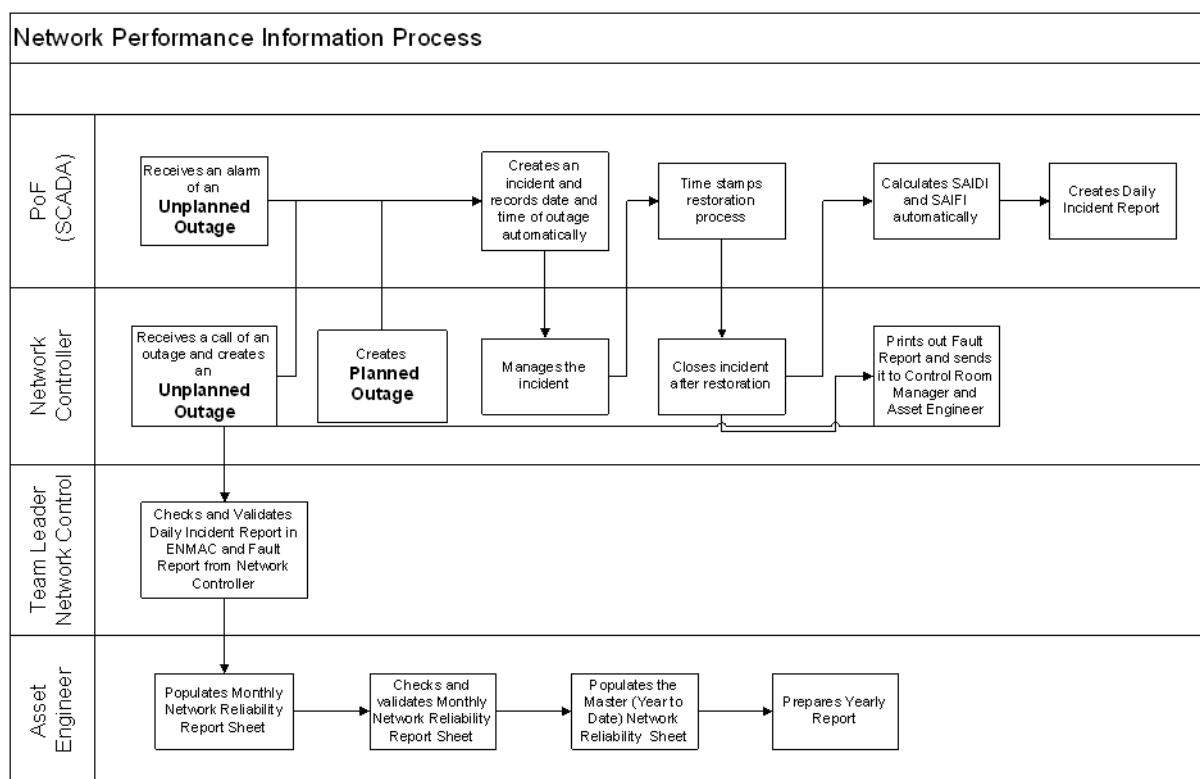 Network Performance Information Process
PoF
(SCADA)
Receives an alarm
of an
Unplanned
Outage
Creates an
incident and
records date and
time of outage
automatically
Time stamps
restoration
process
Calculates SAIDI
and SAIFI
automatically
Creates Daily
Incident Report
Network
Controller
Receives a call of an
outage and creates
an
Unplanned
Outage
Creates
Planned
Outage
Manages the
incident
Closes incident
after restoration
Prints out Fault
Report and sends
it to Control Room
Manager and
Asset Engineer
Team Leader
Network Control
Checks and Validates
Daily Incident Report in
ENMAC and Fault
Report from Network
Controller
Asset
Engineer
Populates Monthly
Network Reliability
Report Sheet
Checks and
validates Monthly
Network Reliability
Report Sheet
Populates the
Master (Year to
Date) Network
Reliability Sheet
Prepares Yearly
Report